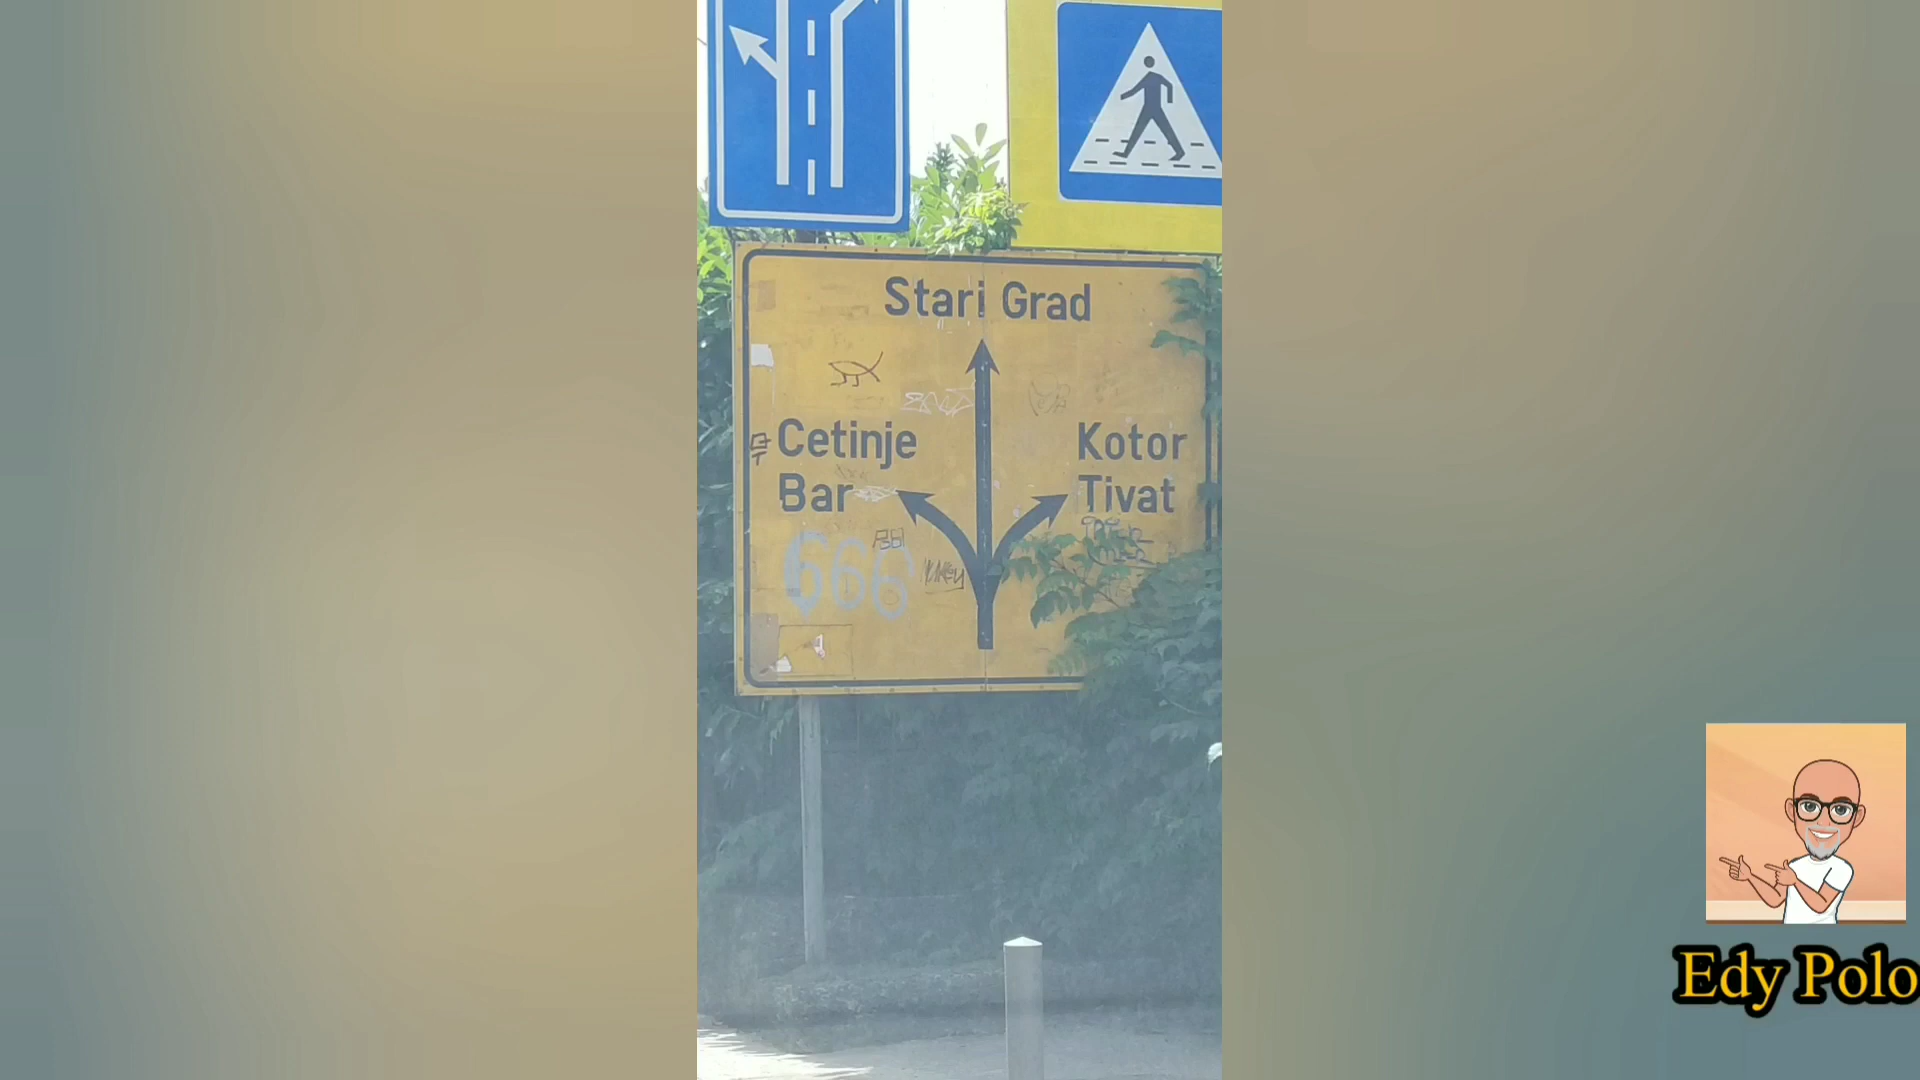 Stari Grad
Cetinje
Bar
Kotor
Tivat
666
Edy Polo